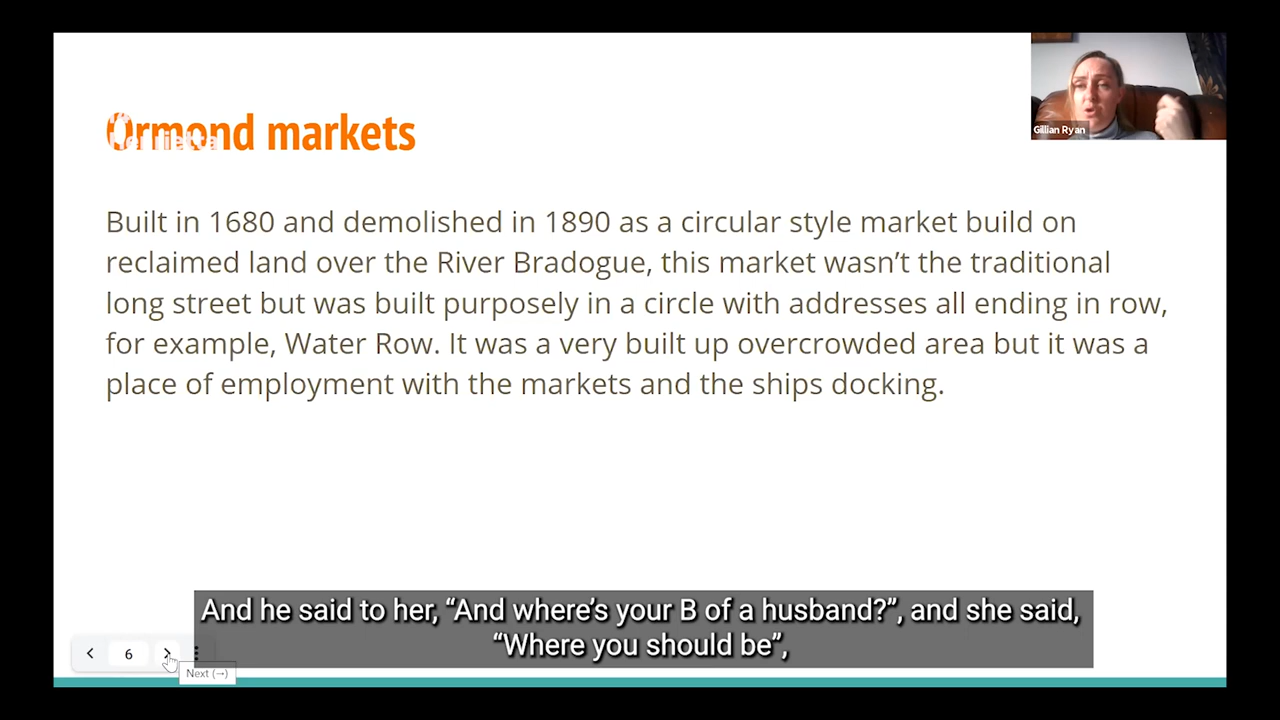 Ormond markets
Henrietta
Gillian Ryan
Built in 1680 and demolished in 1890 as a circular style market build on
reclaimed land over the River Bradogue, this market wasn't the traditional
long street but was built purposely in a circle with addresses all ending in row,
for example, Water Row. It was a very built up overcrowded area but it was a
place of employment with the markets and the ships docking.
And he said to her, “And where’s your B of a husband?”, and she said,
“Where you should be”,
6
Next (→)